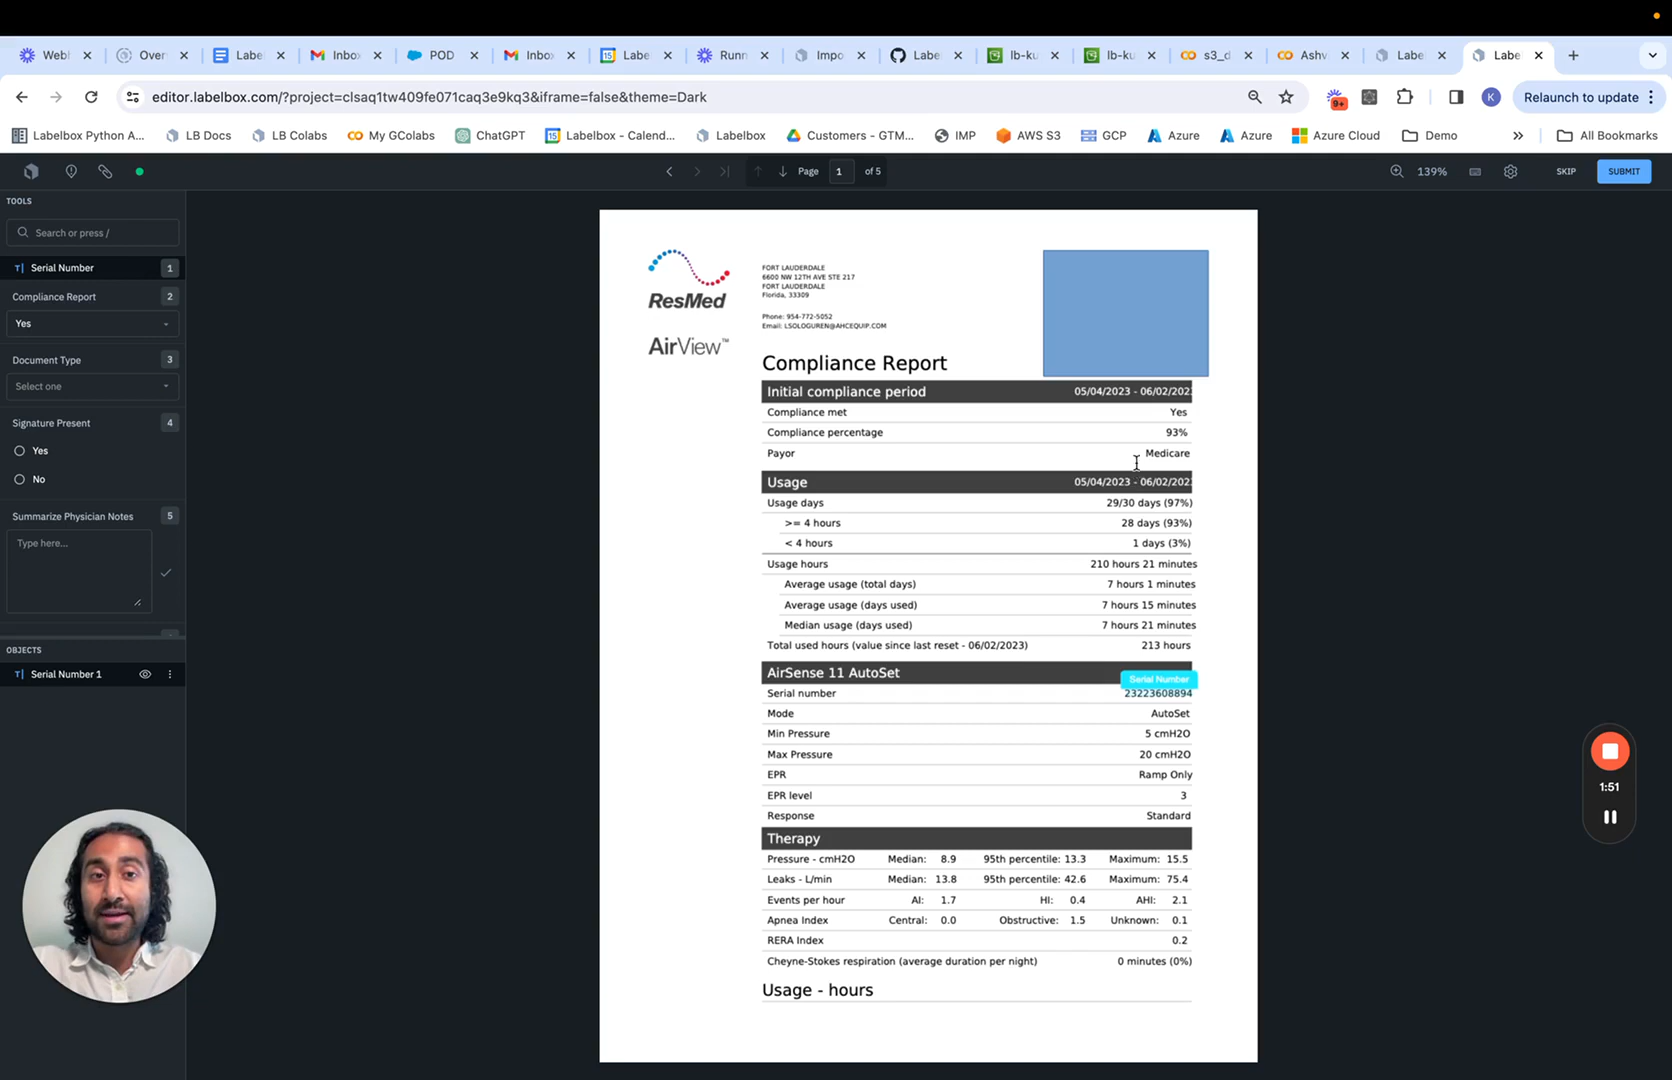 Webl
Over
Labe
Inbox
POD
Inbo
Labe
Runn
Impo
Labe
lb-ku
lb-ku
s3_d
Ashv
Labe
Labe
editor.labelbox.com/?project=clsaq1tw409fe071caq3e9kq3&iframe=false&theme=Dark
9+
K
Relaunch to update
Labelbox Python A...
LB Docs
LB Colabs
My GColabs
ChatGPT
Labelbox - Calend...
Labelbox
Customers - GTM...
IMP
AWS S3
GCP
Azure
Azure
Azure Cloud
Demo
All Bookmarks
Page 1 of 5
139%
SKIP
SUBMIT
TOOLS
Search or press /
Serial Number 1
Compliance Report 2
Yes
Document Type 3
Select one
Signature Present 4
Yes
No
Summarize Physician Notes 5
Type here...
OBJECTS
Serial Number 1
ResMed
AirView™
FORT LAUDERDALE
6600 NW 12TH AVE STE 217
FORT LAUDERDALE
Florida, 33309
Phone: 954-772-5052
Email: LSOLOGUREN@AHCEQUIP.COM
Compliance Report
Initial compliance period 05/04/2023 - 06/02/2023
Compliance met Yes
Compliance percentage 93%
Payor Medicare
Usage 05/04/2023 - 06/02/2023
Usage days 29/30 days (97%)
>= 4 hours 28 days (93%)
< 4 hours 1 days (3%)
Usage hours 210 hours 21 minutes
Average usage (total days) 7 hours 1 minutes
Average usage (days used) 7 hours 15 minutes
Median usage (days used) 7 hours 21 minutes
Total used hours (value since last reset - 06/02/2023) 213 hours
AirSense 11 AutoSet
Serial Number
Serial number 23223608894
Mode AutoSet
Min Pressure 5 cmH2O
Max Pressure 20 cmH2O
EPR Ramp Only
EPR level 3
Response Standard
Therapy
Pressure - cmH2O Median: 8.9 95th percentile: 13.3 Maximum: 15.5
Leaks - L/min Median: 13.8 95th percentile: 42.6 Maximum: 75.4
Events per hour AI: 1.7 HI: 0.4 AHI: 2.1
Apnea Index Central: 0.0 Obstructive: 1.5 Unknown: 0.1
RERA Index 0.2
Cheyne-Stokes respiration (average duration per night) 0 minutes (0%)
Usage - hours
1:51